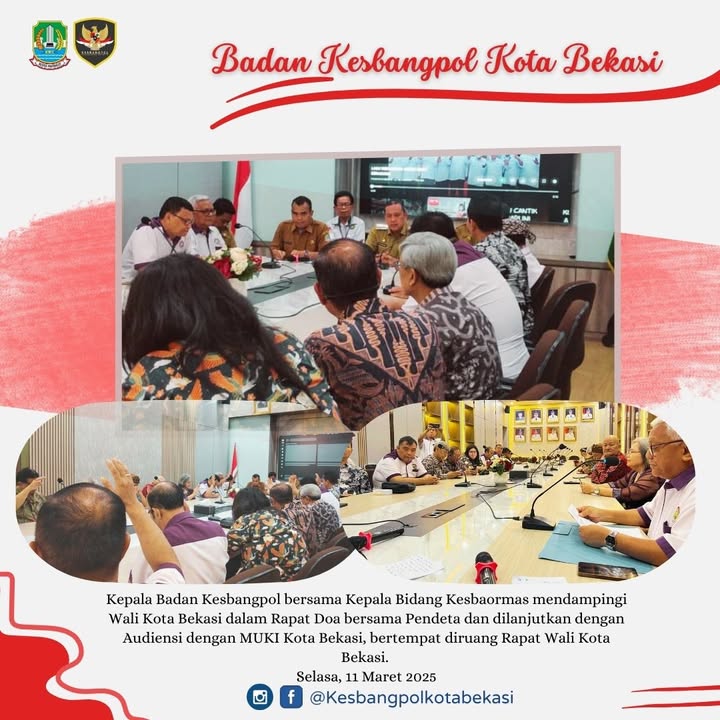 Badan Kesbangpol Kota Bekasi
Kepala Badan Kesbangpol bersama Kepala Bidang Kesbaormas mendampingi
Wali Kota Bekasi dalam Rapat Doa bersama Pendeta dan dilanjutkan dengan
Audiensi dengan MUKI Kota Bekasi, bertempat diruang Rapat Wali Kota
Bekasi.
Selasa, 11 Maret 2025
@Kesbangpolkotabekasi